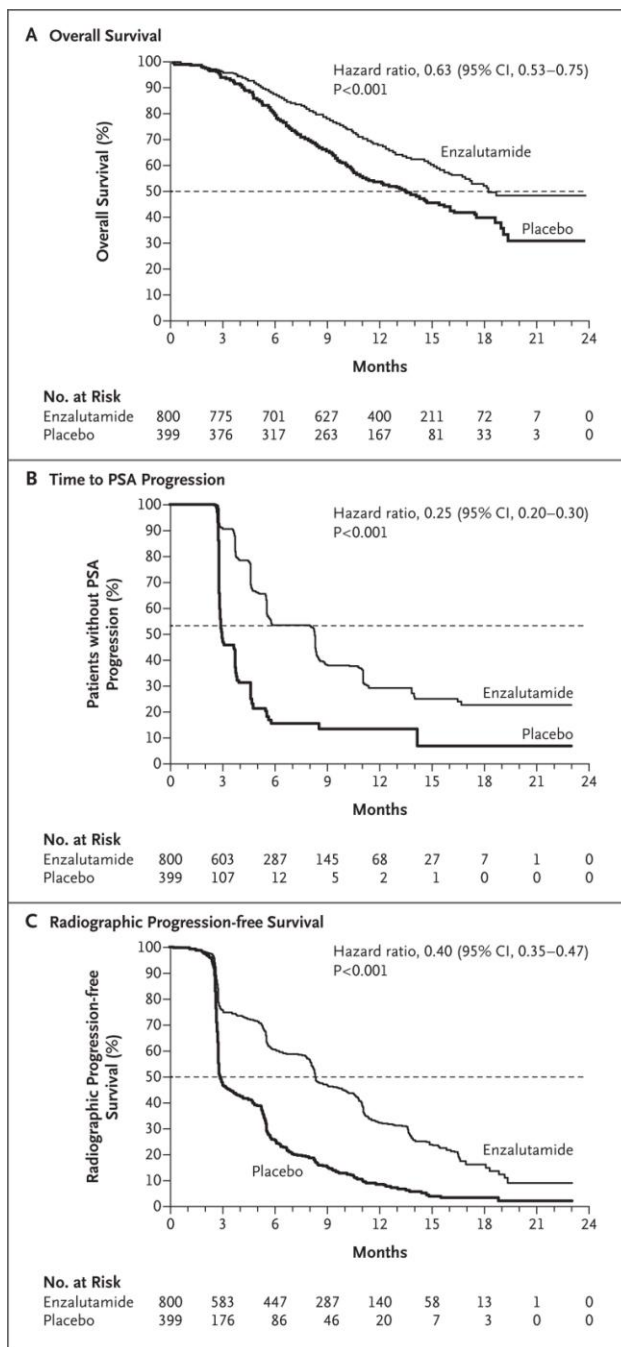 A Overall Survival
Hazard ratio, 0.63 (95% CI, 0.53–0.75)
P<0.001
Overall Survival (%)
100
90
80
70
60
50
40
30
20
10
0
Enzalutamide
Placebo
0 3 6 9 12 15 18 21 24
Months
No. at Risk
Enzalutamide 800 775 701 627 400 211 72 7 0
Placebo 399 376 317 263 167 81 33 3 0
B Time to PSA Progression
Hazard ratio, 0.25 (95% CI, 0.20–0.30)
P<0.001
Patients without PSA
Progression (%)
100
90
80
70
60
50
40
30
20
10
0
Enzalutamide
Placebo
0 3 6 9 12 15 18 21 24
Months
No. at Risk
Enzalutamide 800 603 287 145 68 27 7 1 0
Placebo 399 107 12 5 2 1 0 0 0
C Radiographic Progression-free Survival
Hazard ratio, 0.40 (95% CI, 0.35–0.47)
P<0.001
Radiographic Progression-free
Survival (%)
100
90
80
70
60
50
40
30
20
10
0
Enzalutamide
Placebo
0 3 6 9 12 15 18 21 24
Months
No. at Risk
Enzalutamide 800 583 447 287 140 58 13 1 0
Placebo 399 176 86 46 20 7 3 0 0